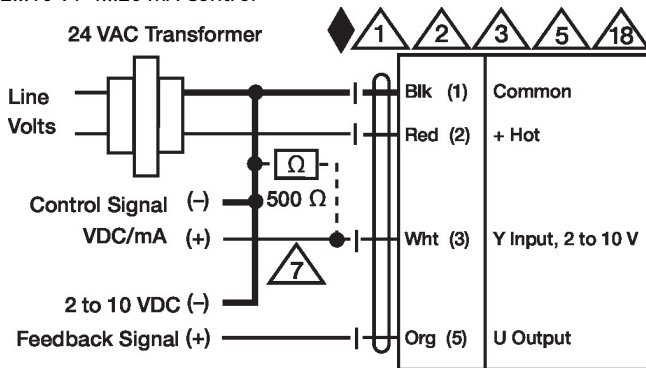 24 VAC Transformer
1 2 3 5 18
Line
Volts
Blk (1) Common
Red (2) + Hot
Ω
500 Ω
Control Signal (-)
VDC/mA (+)
Wht (3) Y Input, 2 to 10 V
7
2 to 10 VDC (-)
Feedback Signal (+)
Org (5) U Output